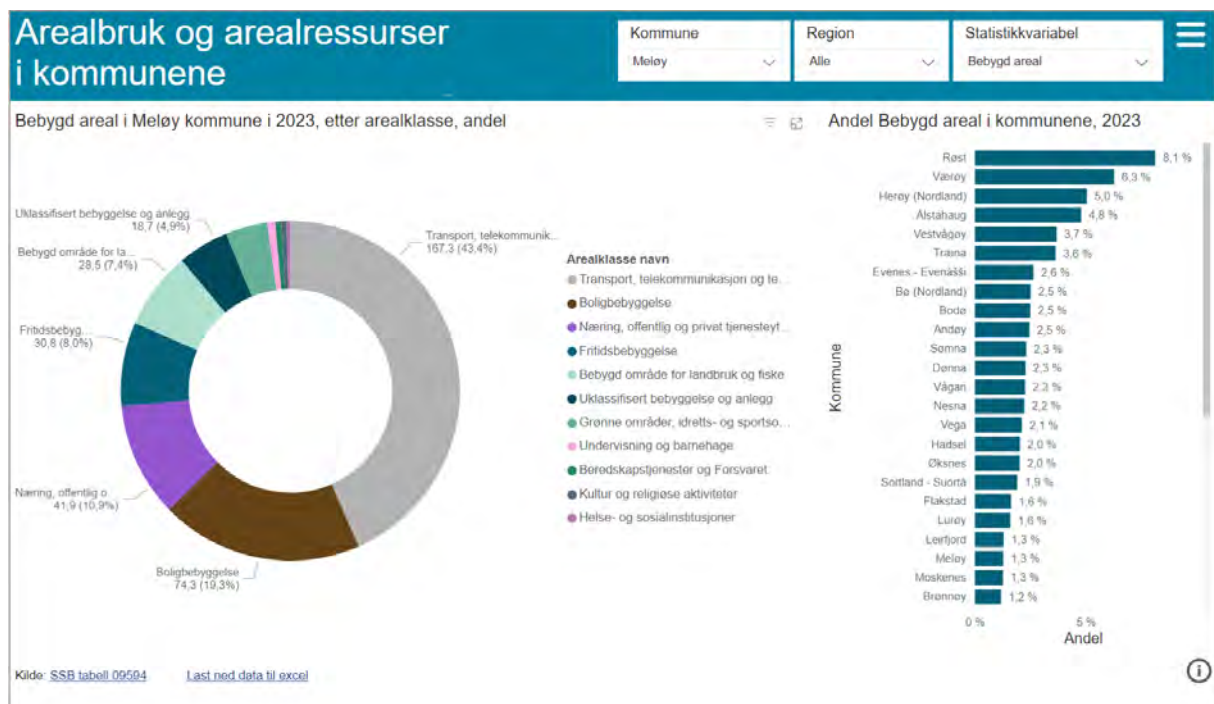 Arealbruk og arealressurser
i kommunene
Kommune
Meløy
Region
Alle
Statistikkvariabel
Bebygd areal
Bebygd areal i Meløy kommune i 2023, etter arealklasse, andel
Uklassifisert bebyggelse og anlegg
18,7 (4,9%)
Bebygd område for la...
28,5 (7,4%)
Fritidsbebyg...
30,8 (8,0%)
Næring, offentlig o...
41,9 (10,9%)
Boligbebyggelse
74,3 (19,3%)
Transport, telekommunik...
167,3 (43,4%)
Arealklasse navn
Transport, telekommunikasjon og te...
Boligbebyggelse
Næring, offentlig og privat tjenesteyt...
Fritidsbebyggelse
Bebygd område for landbruk og fiske
Uklassifisert bebyggelse og anlegg
Grønne områder, idretts- og sportso...
Undervisning og barnehage
Beredskapstjenester og Forsvaret
Kultur og religiøse aktiviteter
Helse- og sosialinstitusjoner
Andel Bebygd areal i kommunene, 2023
Kommune
Røst 8,1 %
Værøy 6,3 %
Herøy (Nordland) 5,0 %
Alstahaug 4,8 %
Vestvågøy 3,7 %
Træna 3,6 %
Evenes - Evenášši 2,6 %
Bø (Nordland) 2,5 %
Bodø 2,5 %
Andøy 2,5 %
Sømna 2,3 %
Dønna 2,3 %
Vågan 2,3 %
Nesna 2,2 %
Vega 2,1 %
Hadsel 2,0 %
Øksnes 2,0 %
Sortland - Suortá 1,9 %
Flakstad 1,6 %
Lurøy 1,6 %
Leirfjord 1,3 %
Meløy 1,3 %
Moskenes 1,3 %
Brønnøy 1,2 %
0 % 5 %
Andel
Kilde: SSB tabell 09594 Last ned data til excel